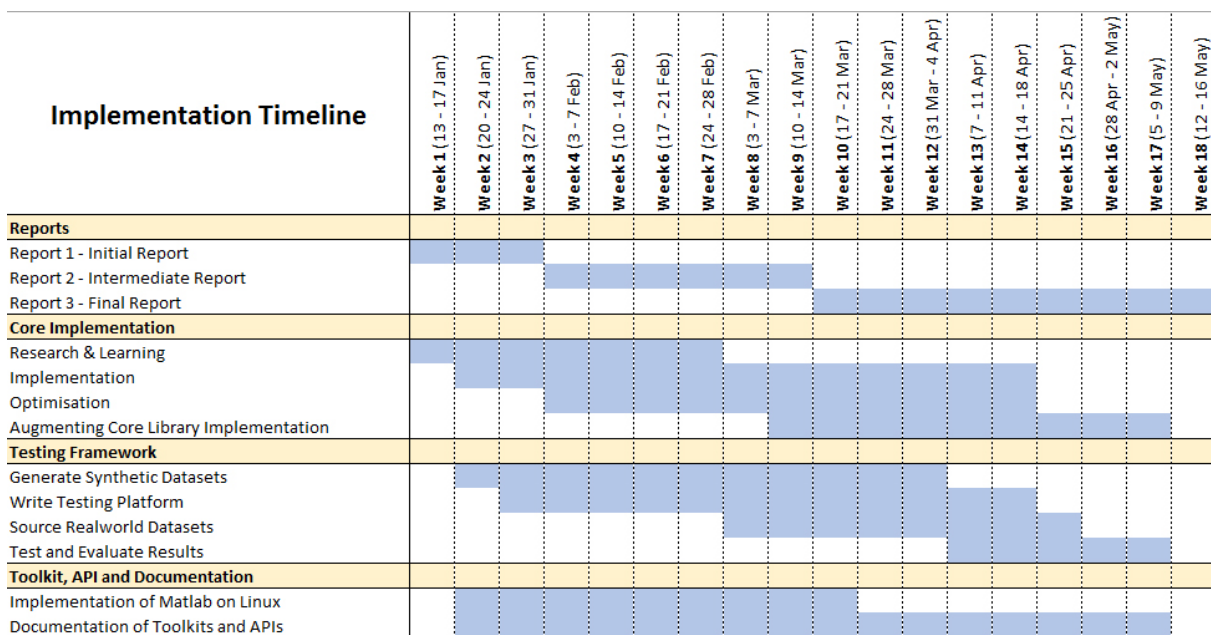 Implementation Timeline
Week 1 (13 - 17 Jan)
Week 2 (20 - 24 Jan)
Week 3 (27 - 31 Jan)
Week 4 (3 - 7 Feb)
Week 5 (10 - 14 Feb)
Week 6 (17 - 21 Feb)
Week 7 (24 - 28 Feb)
Week 8 (3 - 7 Mar)
Week 9 (10 - 14 Mar)
Week 10 (17 - 21 Mar)
Week 11 (24 - 28 Mar)
Week 12 (31 Mar - 4 Apr)
Week 13 (7 - 11 Apr)
Week 14 (14 - 18 Apr)
Week 15 (21 - 25 Apr)
Week 16 (28 Apr - 2 May)
Week 17 (5 - 9 May)
Week 18 (12 - 16 May)
Reports
Report 1 - Initial Report
Report 2 - Intermediate Report
Report 3 - Final Report
Core Implementation
Research & Learning
Implementation
Optimisation
Augmenting Core Library Implementation
Testing Framework
Generate Synthetic Datasets
Write Testing Platform
Source Realworld Datasets
Test and Evaluate Results
Toolkit, API and Documentation
Implementation of Matlab on Linux
Documentation of Toolkits and APIs